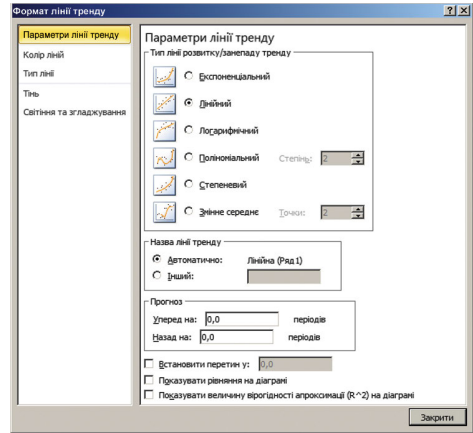 Формат лінії тренду
Параметри лінії тренду
Колір ліній
Тип лінії
Тінь
Світіння та згладжування
Параметри лінії тренду
Тип лінії розвитку/занепаду тренду
Експоненціальний
Лінійний
Логарифмічний
Поліноміальний Степінь: 2
Степеневий
Змінне середнє Точки: 2
Назва лінії тренду
Автоматично: Лінійна (Ряд1)
Інший:
Прогноз
Уперед на: 0,0 періодів
Назад на: 0,0 періодів
Встановити перетин у: 0,0
Показувати рівняння на діаграмі
Показувати величину вірогідності апроксимації (R^2) на діаграмі
Закрити